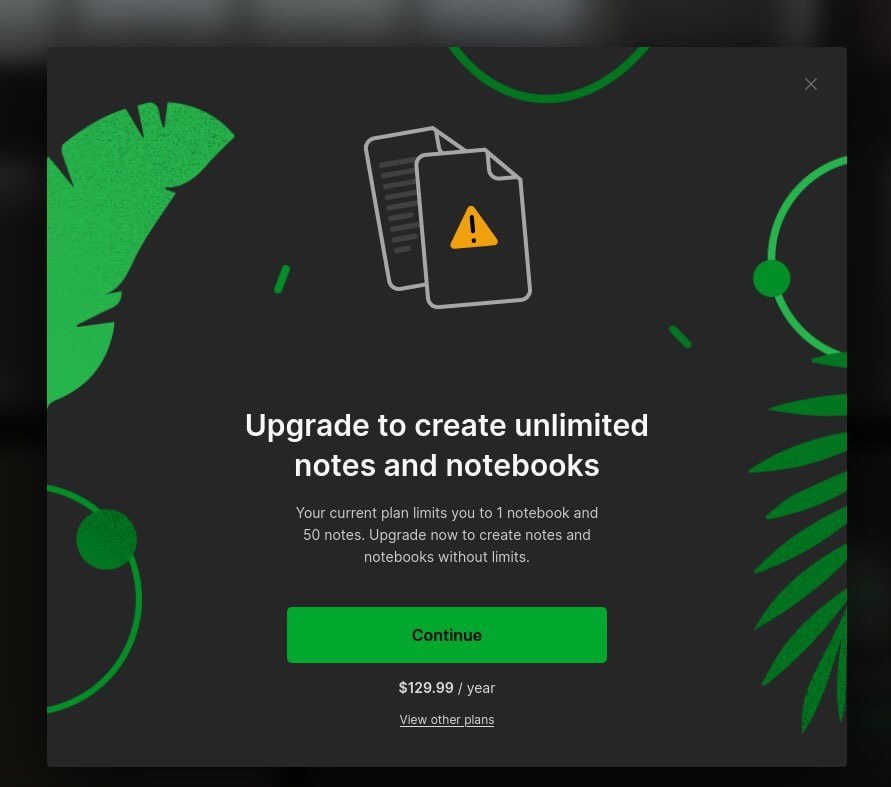 Upgrade to create unlimited
notes and notebooks
Your current plan limits you to 1 notebook and
50 notes. Upgrade now to create notes and
notebooks without limits.
Continue
$129.99 / year
View other plans